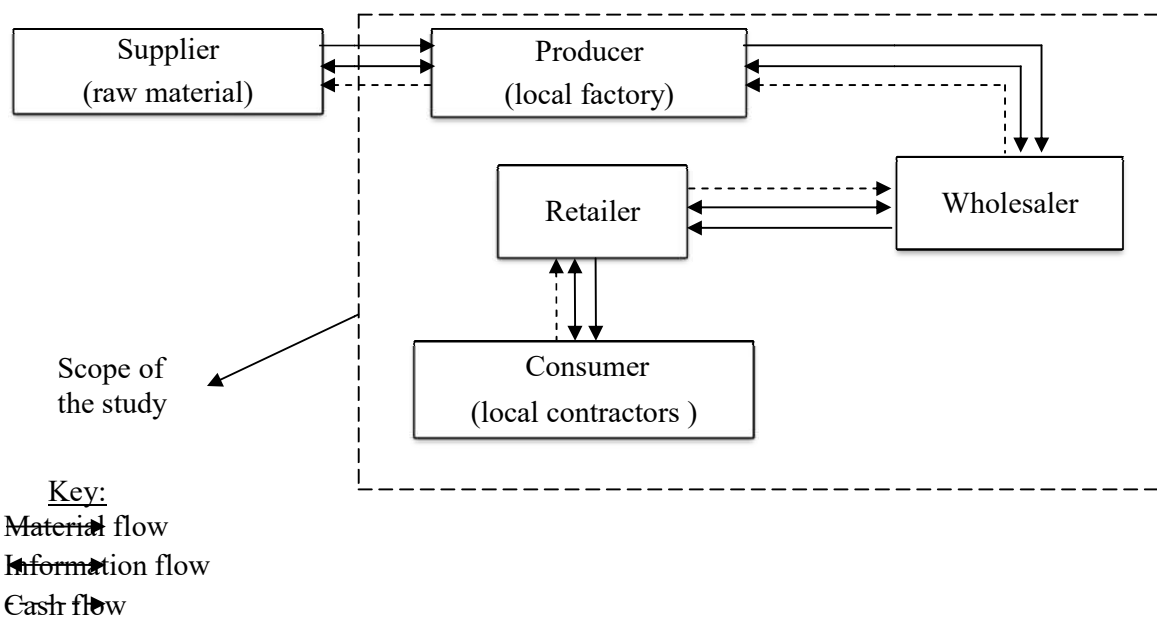 Supplier
(raw material)
Producer
(local factory)
Retailer
Wholesaler
Consumer
(local contractors )
Scope of
the study
Key:
Material flow
Information flow
Cash flow